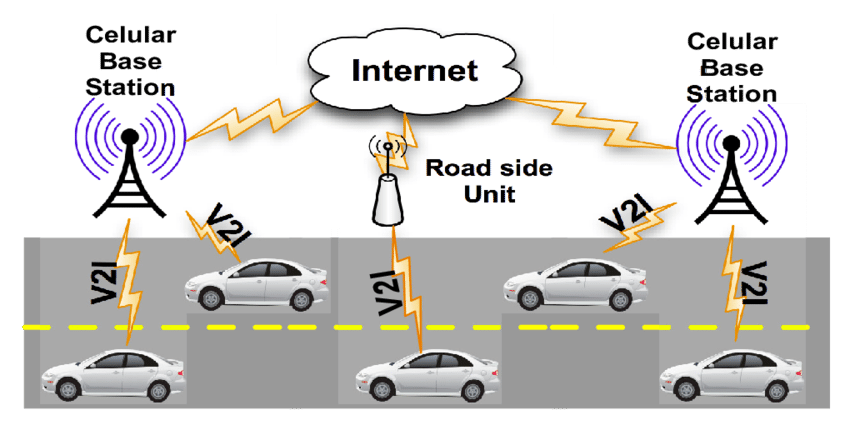 Celular
Base
Station
Internet
Celular
Base
Station
Road side
Unit
V2I
V2I
V2I
V2I
V2I